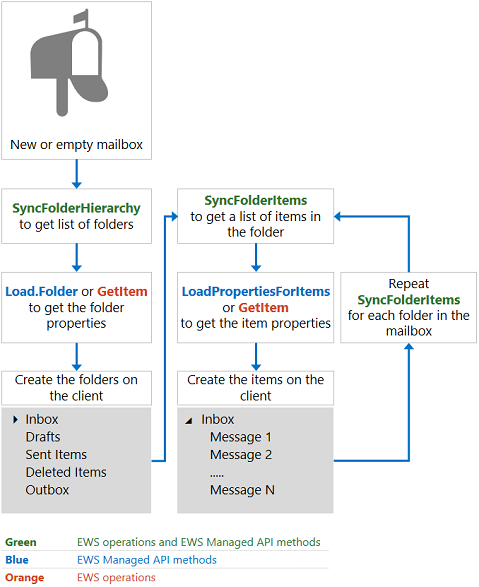 New or empty mailbox
SyncFolderHierarchy
to get list of folders
Load.Folder or GetItem
to get the folder
properties
Create the folders on
the client
Inbox
Drafts
Sent Items
Deleted Items
Outbox
SyncFolderItems
to get a list of items in
the folder
LoadPropertiesForItems
or GetItem
to get the item properties
Create the items on the
client
Inbox
Message 1
Message 2
.....
Message N
Repeat
SyncFolderItems
for each folder in the
mailbox
Green EWS operations and EWS Managed API methods
Blue EWS Managed API methods
Orange EWS operations